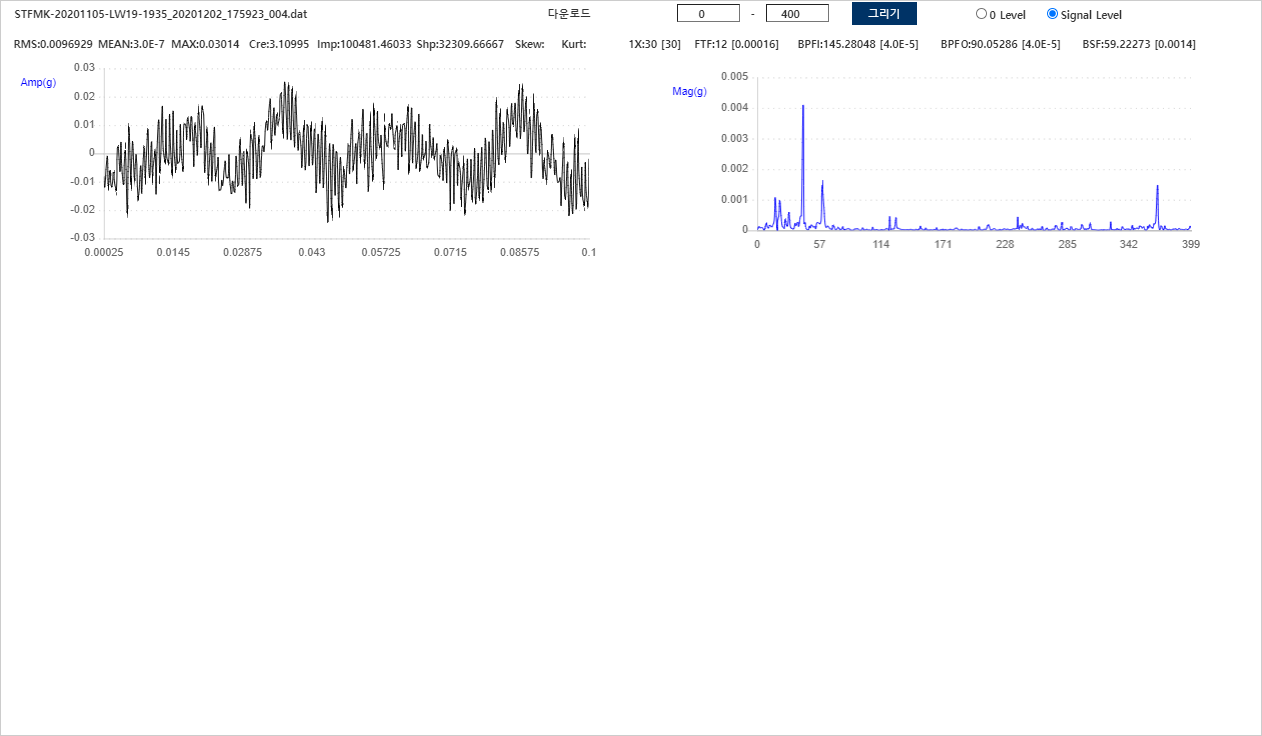 STFMK-20201105-LW19-1935_20201202_175923_004.dat 다운로드 0 - 400 그리기 0 Level Signal Level
RMS:0.0096929 MEAN:3.0E-7 MAX:0.03014 Cre:3.10995 Imp:100481.46033 Shp:32309.66667 Skew: Kurt: 1X:30 [30] FTF:12 [0.00016] BPFI:145.28048 [4.0E-5] BPFO:90.05286 [4.0E-5] BSF:59.22273 [0.0014]
Amp(g)
0.03
0.02
0.01
0
-0.01
-0.02
-0.03
0.00025 0.0145 0.02875 0.043 0.05725 0.0715 0.08575 0.1
Mag(g)
0.005
0.004
0.003
0.002
0.001
0
0 57 114 171 228 285 342 399